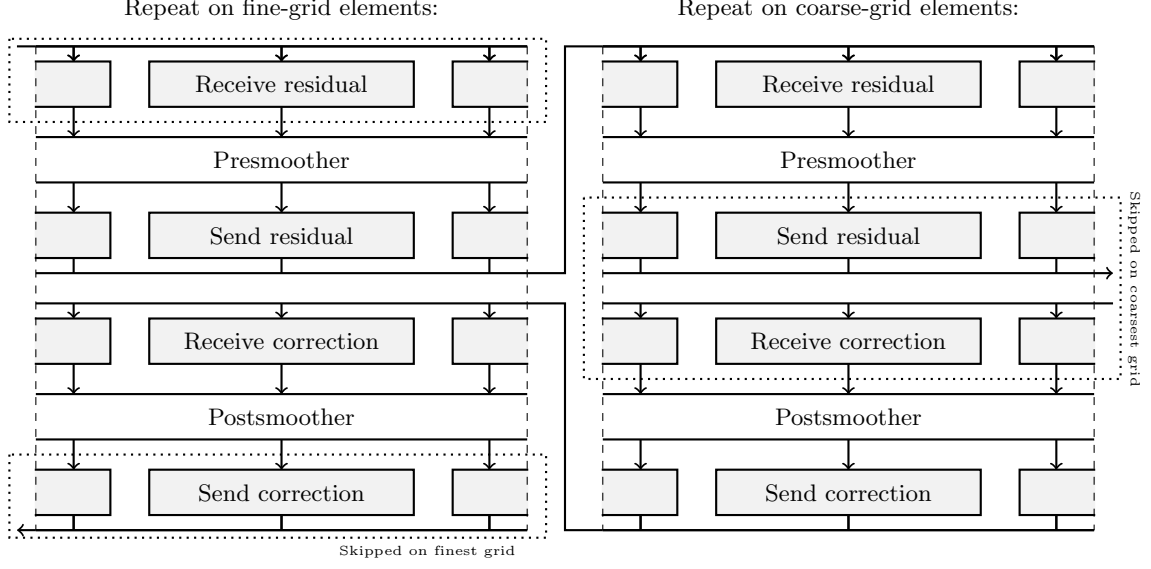 Repeat on fine-grid elements:
Receive residual
Presmoother
Send residual
Receive correction
Postsmoother
Send correction
Skipped on finest grid
Repeat on coarse-grid elements:
Receive residual
Presmoother
Send residual
Receive correction
Postsmoother
Send correction
Skipped on coarsest grid